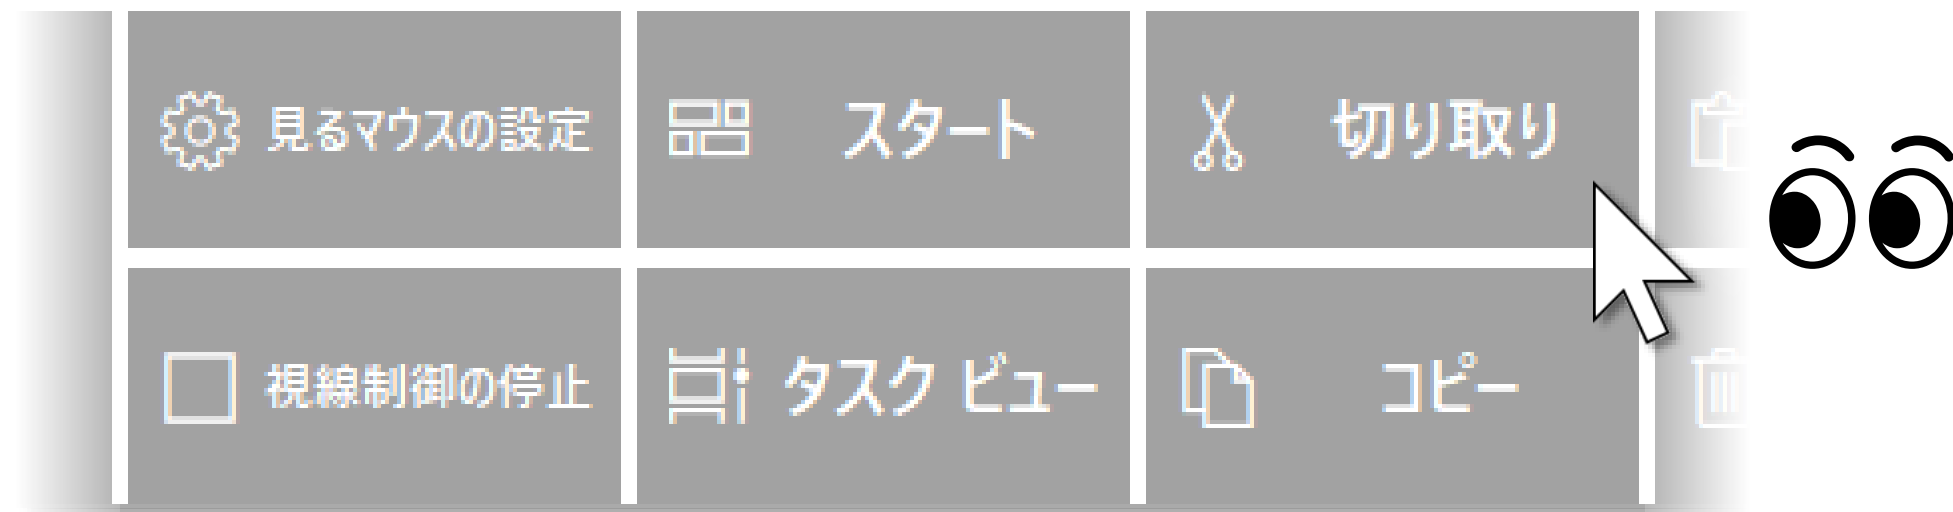 見るマウスの設定
スタート
切り取り
視線制御の停止
タスク ビュー
コピー